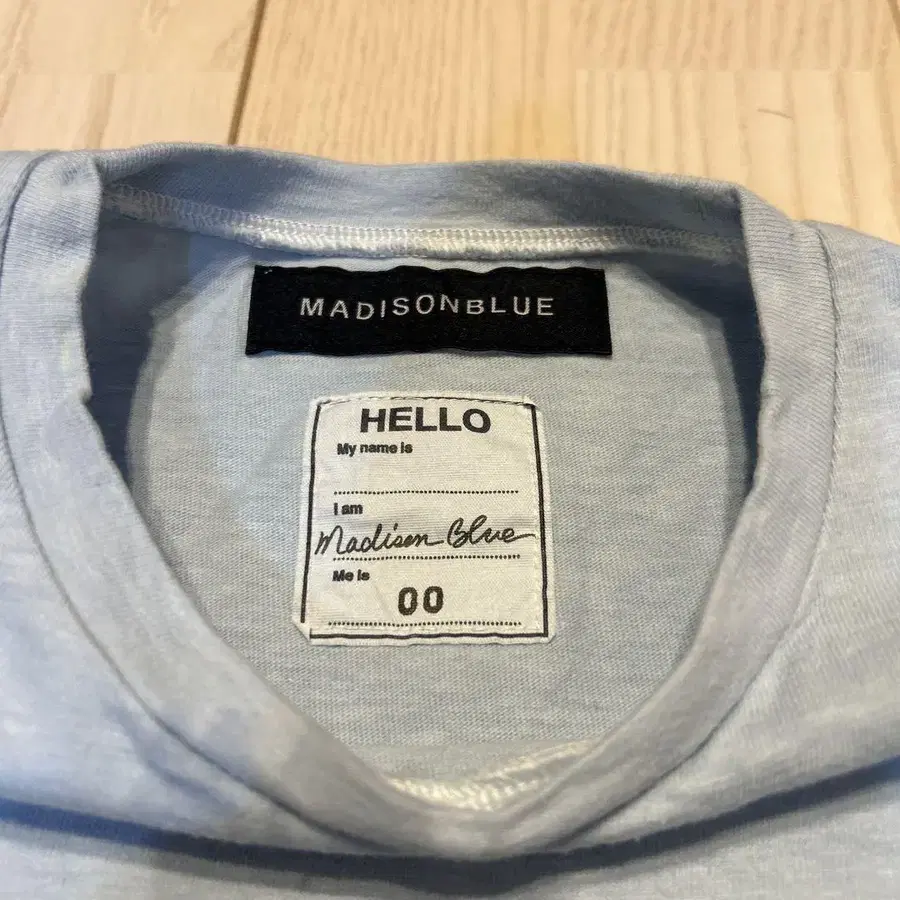 MADISONBLUE
HELLO
My name is
I am
Madison Blue
Me is
00